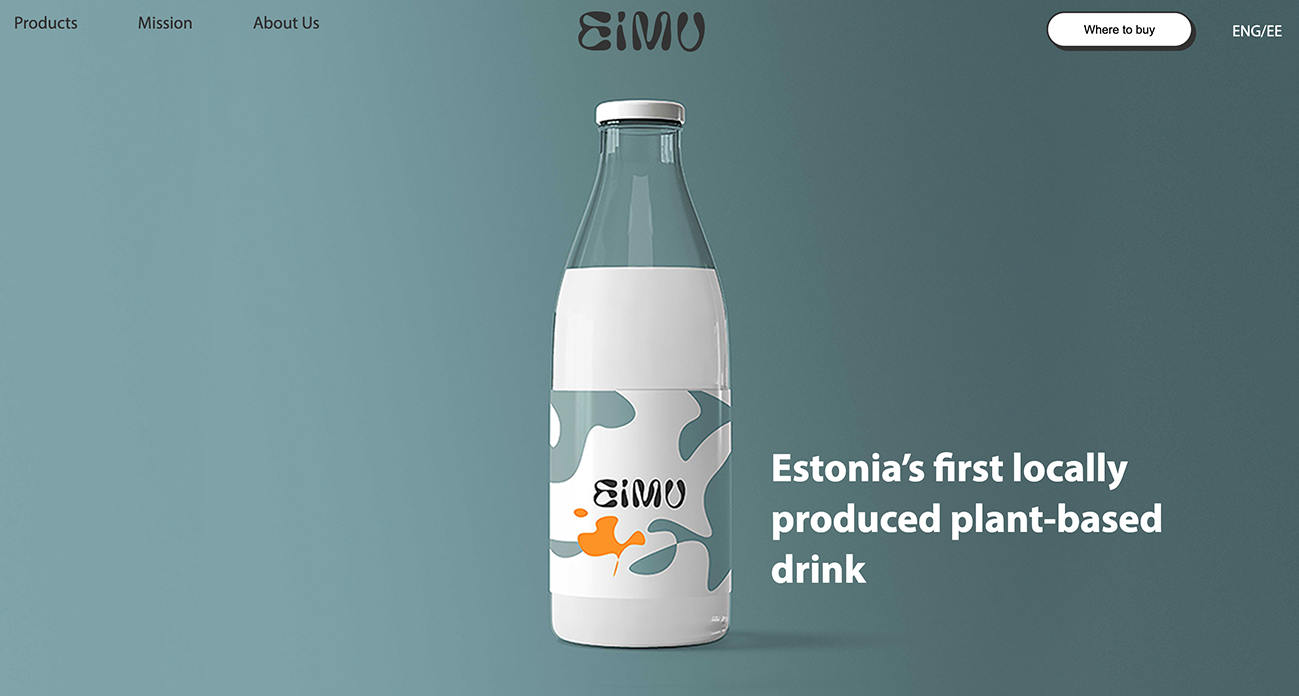 Products
Mission
About Us
EiMU
Where to buy
ENG/EE
EiMU
Estonia’s first locally
produced plant-based
drink